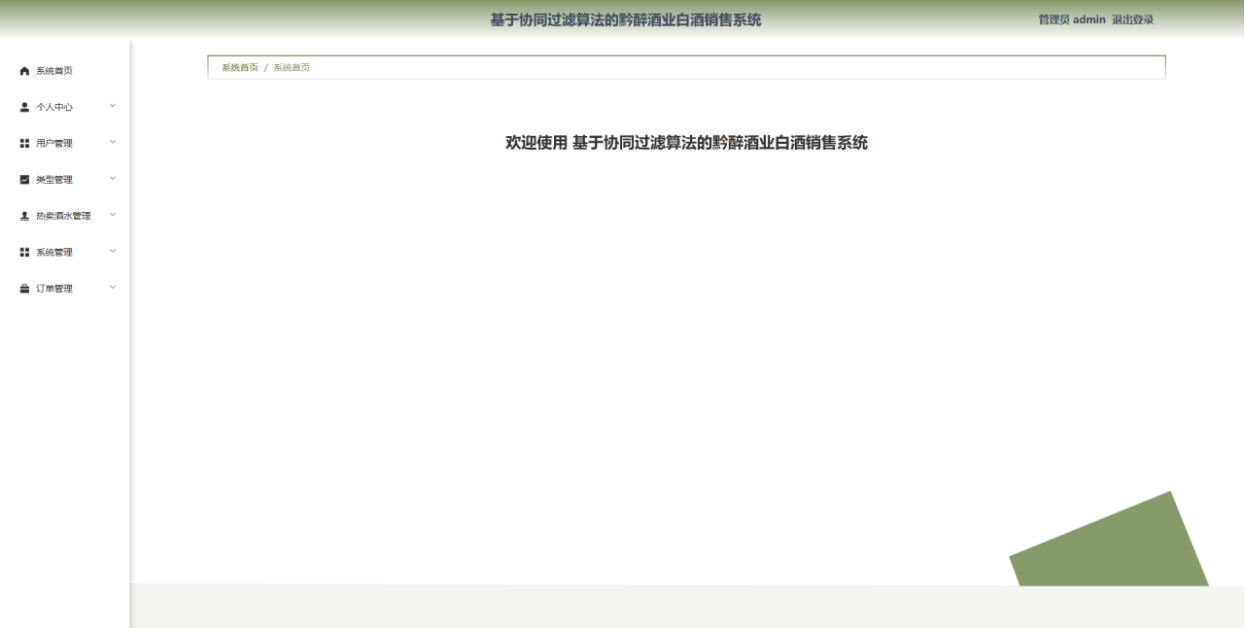 基于协同过滤算法的黔醉酒业白酒销售系统
管理员 admin 退出登录
系统首页 / 系统首页
系统首页
个人中心
用户管理
类型管理
热卖酒水管理
系统管理
订单管理
欢迎使用 基于协同过滤算法的黔醉酒业白酒销售系统